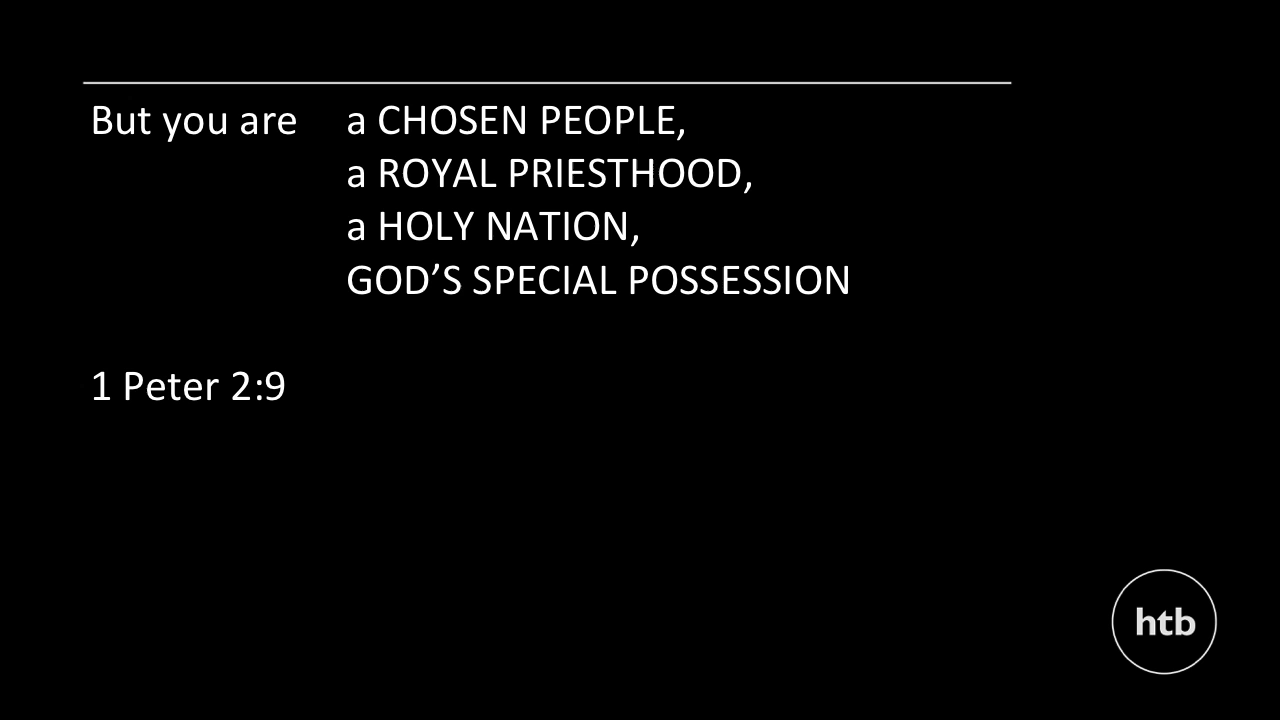 But you are a CHOSEN PEOPLE,
a ROYAL PRIESTHOOD,
a HOLY NATION,
GOD’S SPECIAL POSSESSION
1 Peter 2:9
htb